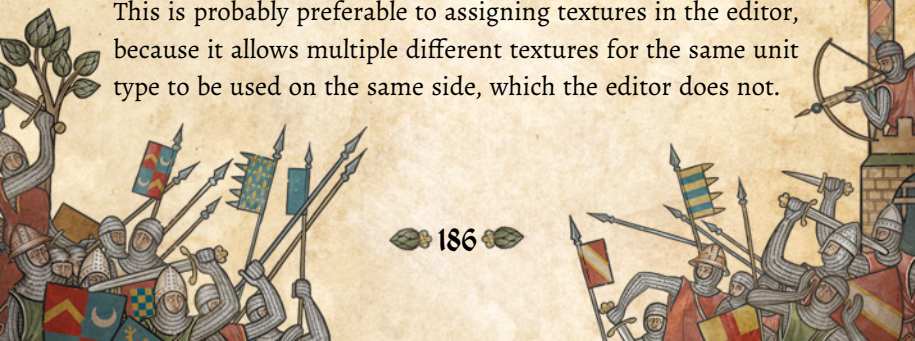 This is probably preferable to assigning textures in the editor,
because it allows multiple different textures for the same unit
type to be used on the same side, which the editor does not.
186